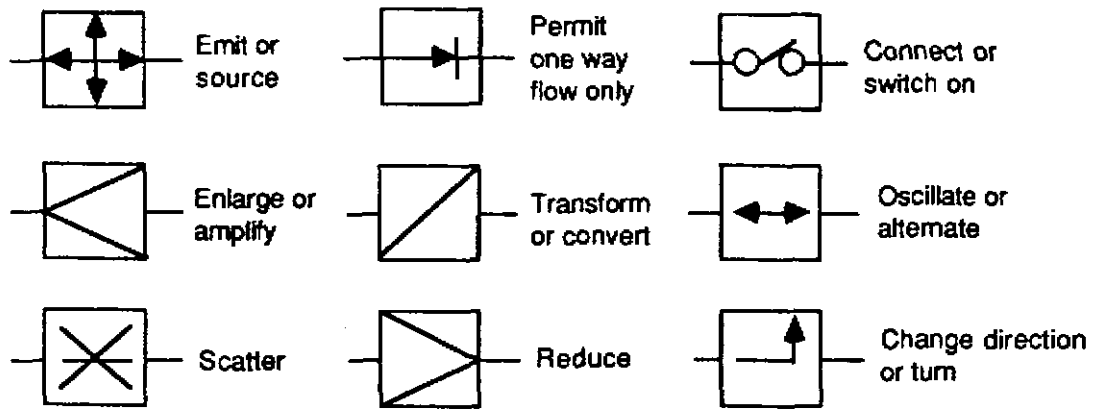 Emit or
source
Permit
one way
flow only
Connect or
switch on
Enlarge or
amplify
Transform
or convert
Oscillate or
alternate
Scatter
Reduce
Change direction
or turn